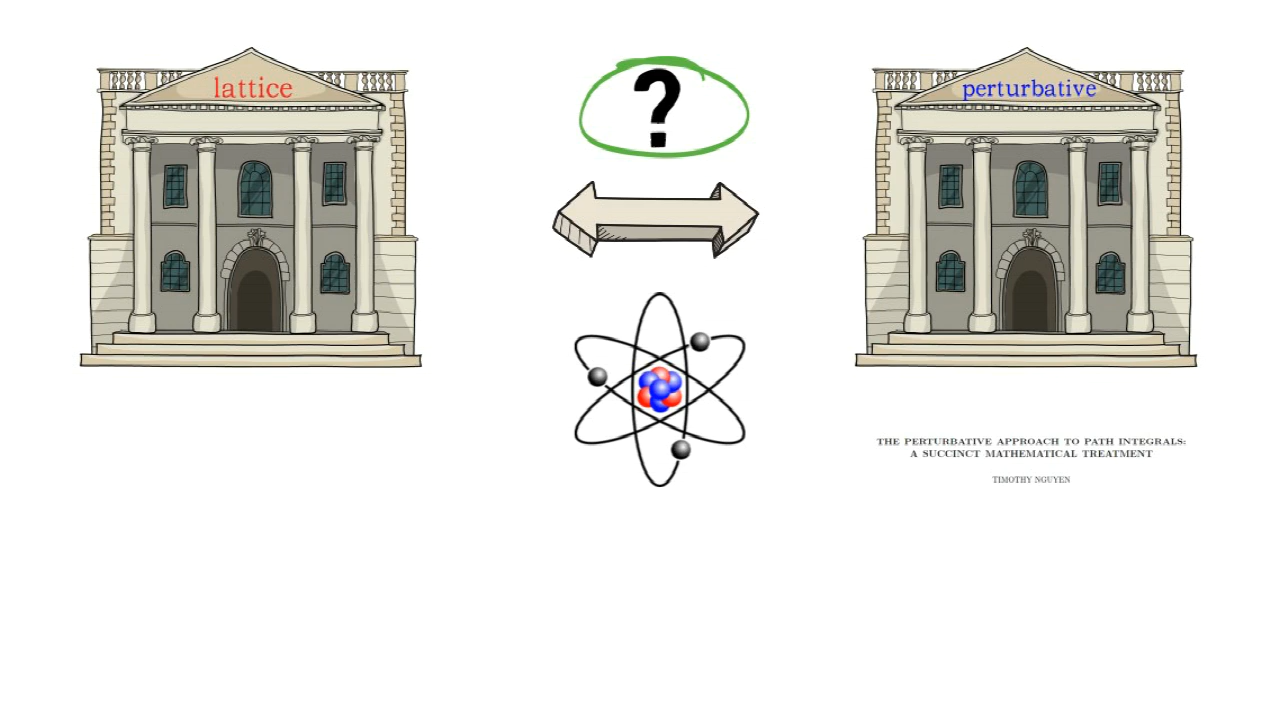 lattice
?
perturbative
THE PERTURBATIVE APPROACH TO PATH INTEGRALS:
A SUCCINCT MATHEMATICAL TREATMENT
TIMOTHY NGUYEN